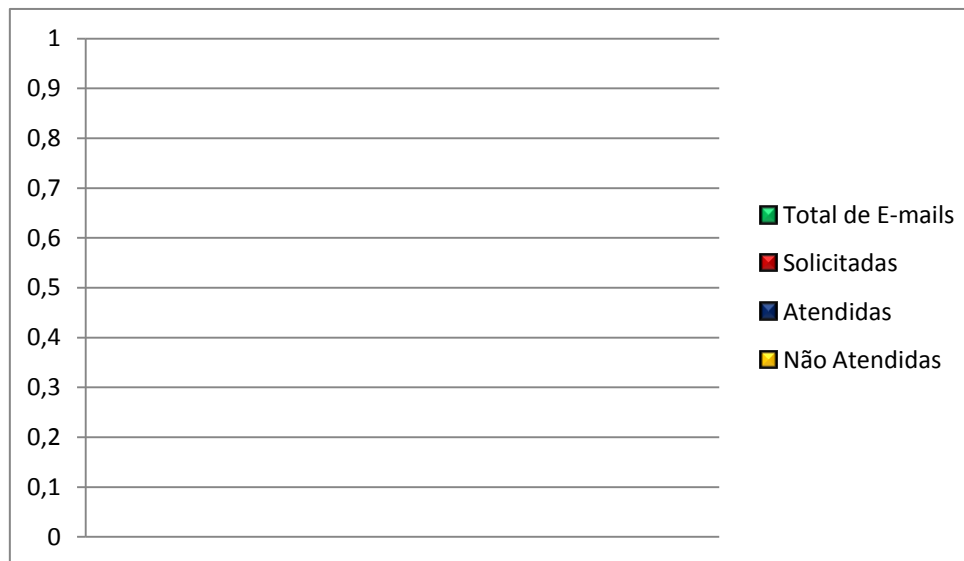 1
0,9
0,8
0,7
0,6
0,5
0,4
0,3
0,2
0,1
0
Total de E-mails
Solicitadas
Atendidas
Não Atendidas